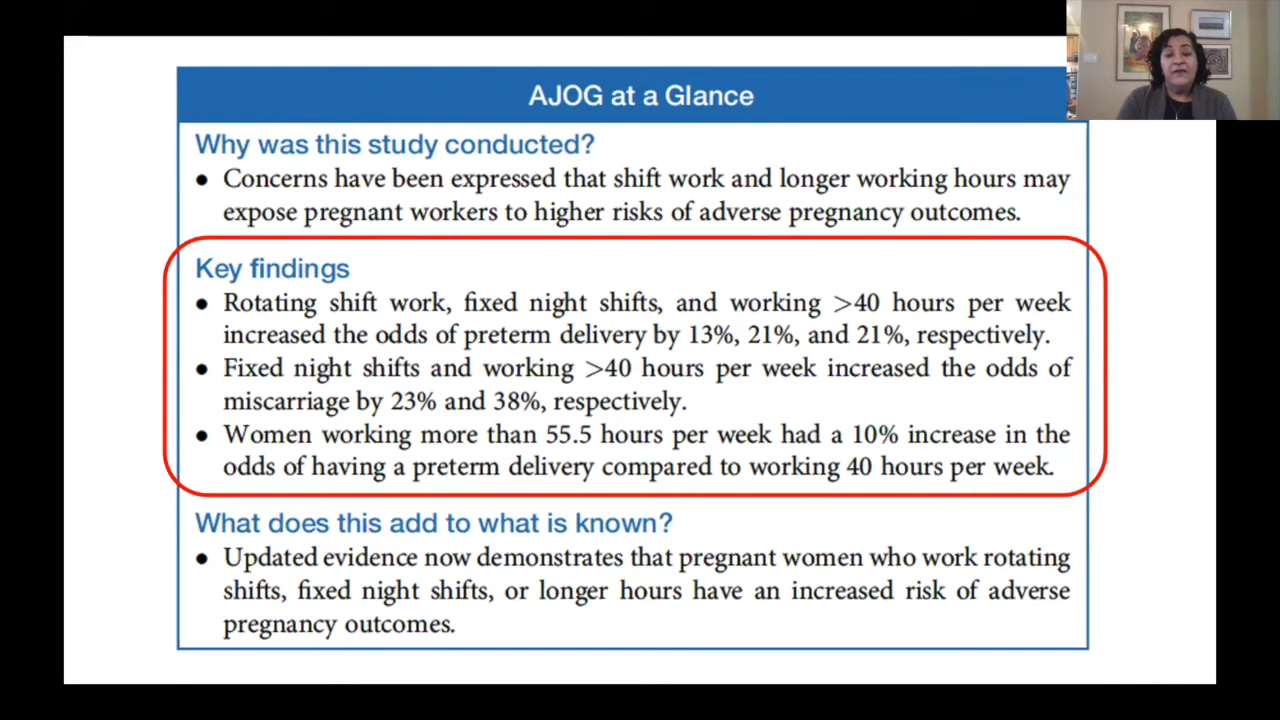 AJOG at a Glance
Why was this study conducted?
● Concerns have been expressed that shift work and longer working hours may
expose pregnant workers to higher risks of adverse pregnancy outcomes.
Key findings
● Rotating shift work, fixed night shifts, and working >40 hours per week
increased the odds of preterm delivery by 13%, 21%, and 21%, respectively.
● Fixed night shifts and working >40 hours per week increased the odds of
miscarriage by 23% and 38%, respectively.
● Women working more than 55.5 hours per week had a 10% increase in the
odds of having a preterm delivery compared to working 40 hours per week.
What does this add to what is known?
● Updated evidence now demonstrates that pregnant women who work rotating
shifts, fixed night shifts, or longer hours have an increased risk of adverse
pregnancy outcomes.